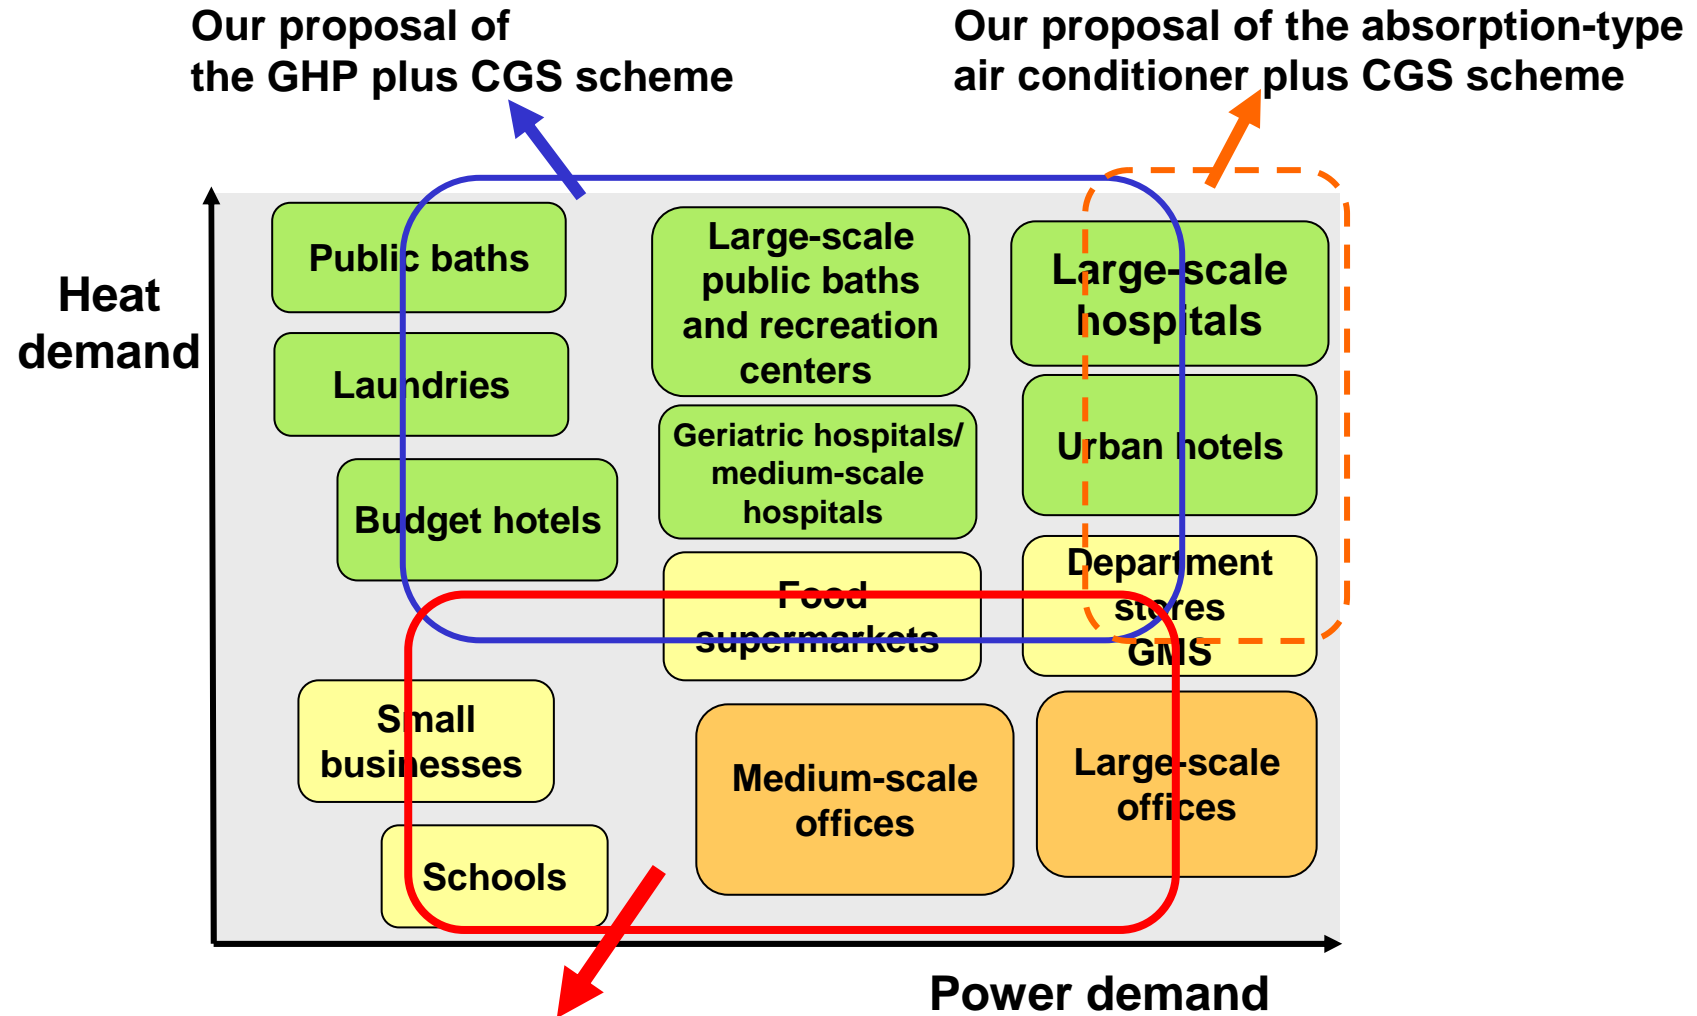 Our proposal of
the GHP plus CGS scheme
Our proposal of the absorption-type
air conditioner plus CGS scheme
Heat
demand
Public baths
Large-scale
public baths
and recreation
centers
Large-scale
hospitals
Laundries
Geriatric hospitals/
medium-scale
hospitals
Urban hotels
Budget hotels
Food
supermarkets
Department
stores
GMS
Small
businesses
Medium-scale
offices
Large-scale
offices
Schools
Power demand